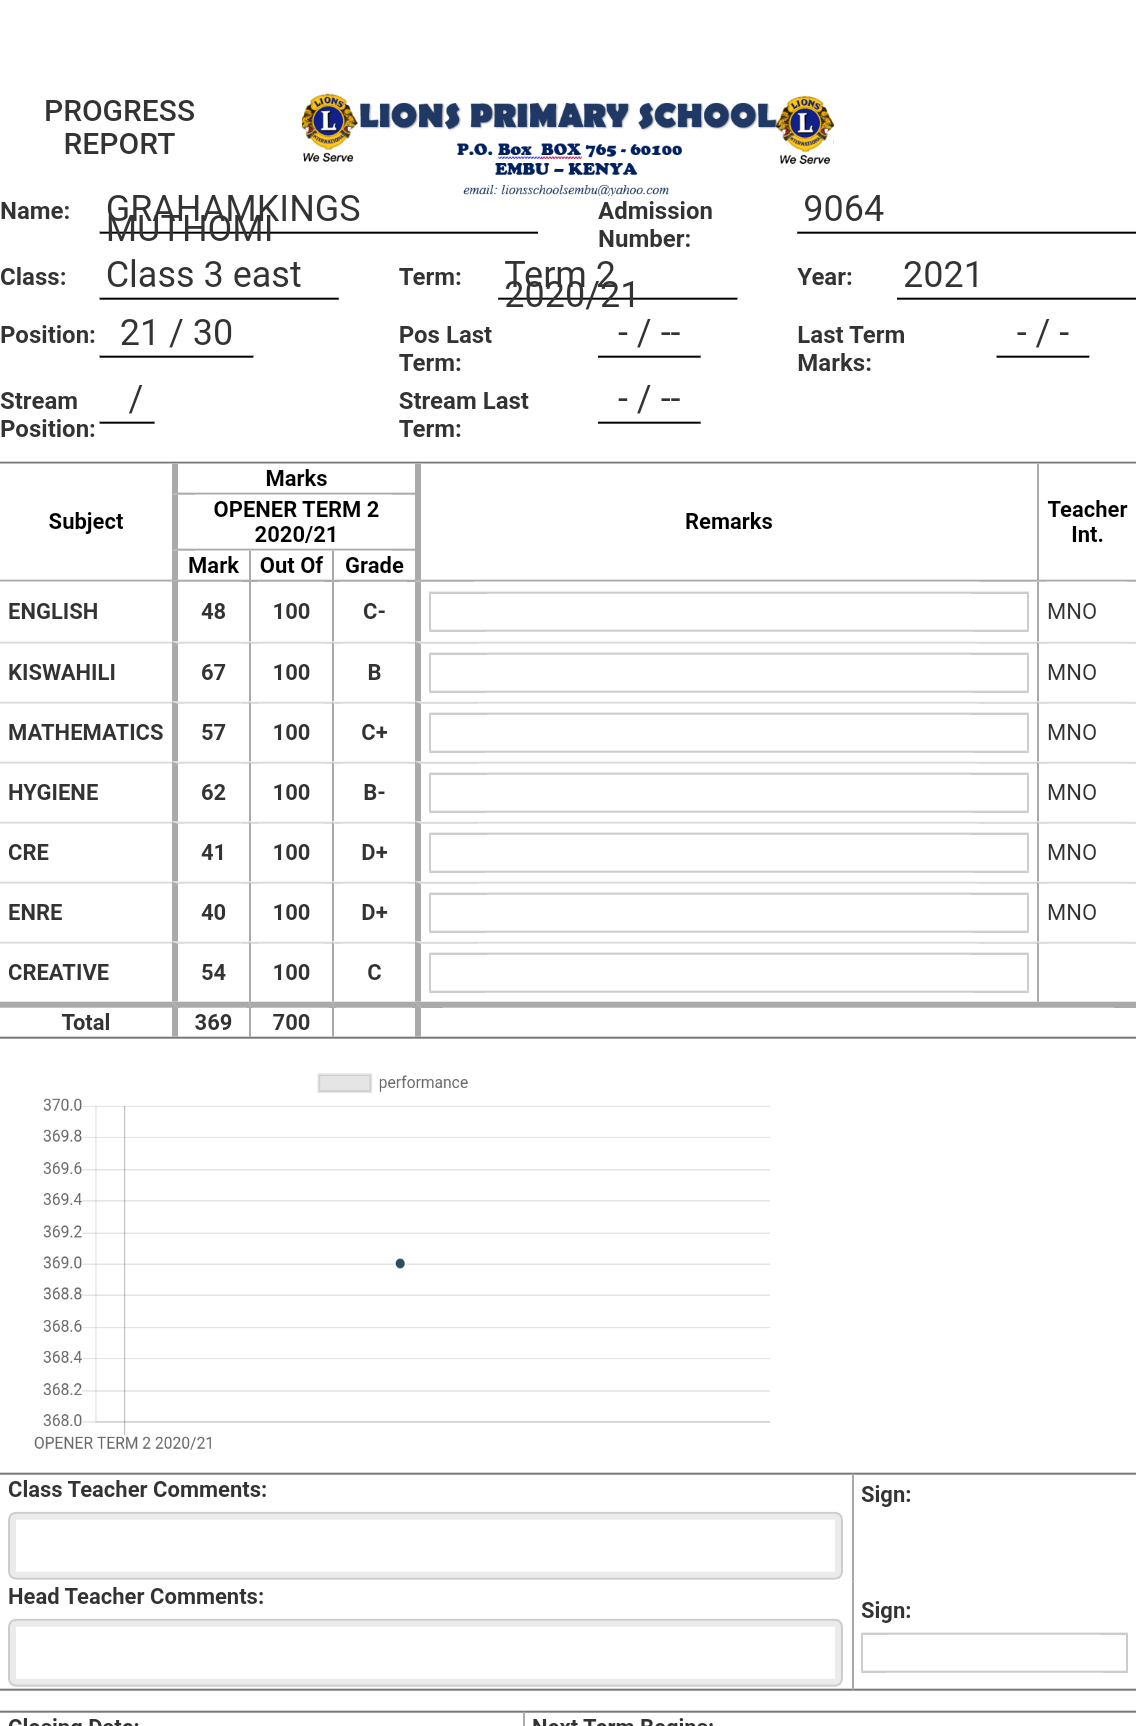 PROGRESS
REPORT
LIONS PRIMARY SCHOOL
LIONS L INTERNATIONAL
We Serve
LIONS L INTERNATIONAL
We Serve
P.O. Box BOX 765 - 60100
EMBU – KENYA
email: lionsschoolsembu@yahoo.com
Name: GRAHAMKINGS
MUTHOMI
Admission
Number: 9064
Class: Class 3 east Term: Term 2
2020/21
Year: 2021
Position: 21 / 30 Pos Last
Term: - / --
Last Term
Marks: - / -
Stream
Position: /
Stream Last
Term: - / --
Subject Marks Remarks Teacher
Int.
OPENER TERM 2
2020/21
Mark Out Of Grade
ENGLISH 48 100 C- MNO
KISWAHILI 67 100 B MNO
MATHEMATICS 57 100 C+ MNO
HYGIENE 62 100 B- MNO
CRE 41 100 D+ MNO
ENRE 40 100 D+ MNO
CREATIVE 54 100 C
Total 369 700
performance
370.0
369.8
369.6
369.4
369.2
369.0
368.8
368.6
368.4
368.2
368.0
OPENER TERM 2 2020/21
Class Teacher Comments:
Sign:
Head Teacher Comments:
Sign:
Closing Date: Next Term Begins: